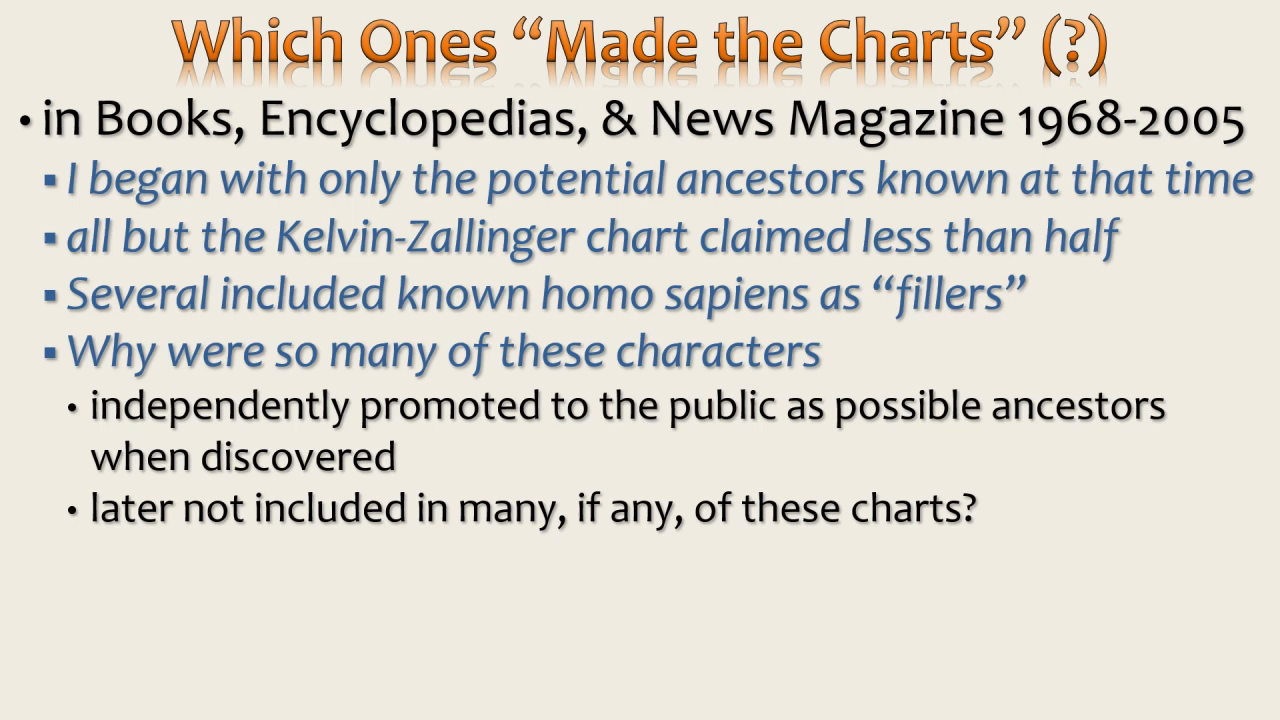 Which Ones “Made the Charts” (?)
• in Books, Encyclopedias, & News Magazine 1968-2005
▪ I began with only the potential ancestors known at that time
▪ all but the Kelvin-Zallinger chart claimed less than half
▪ Several included known homo sapiens as “fillers”
▪ Why were so many of these characters
• independently promoted to the public as possible ancestors
when discovered
• later not included in many, if any, of these charts?